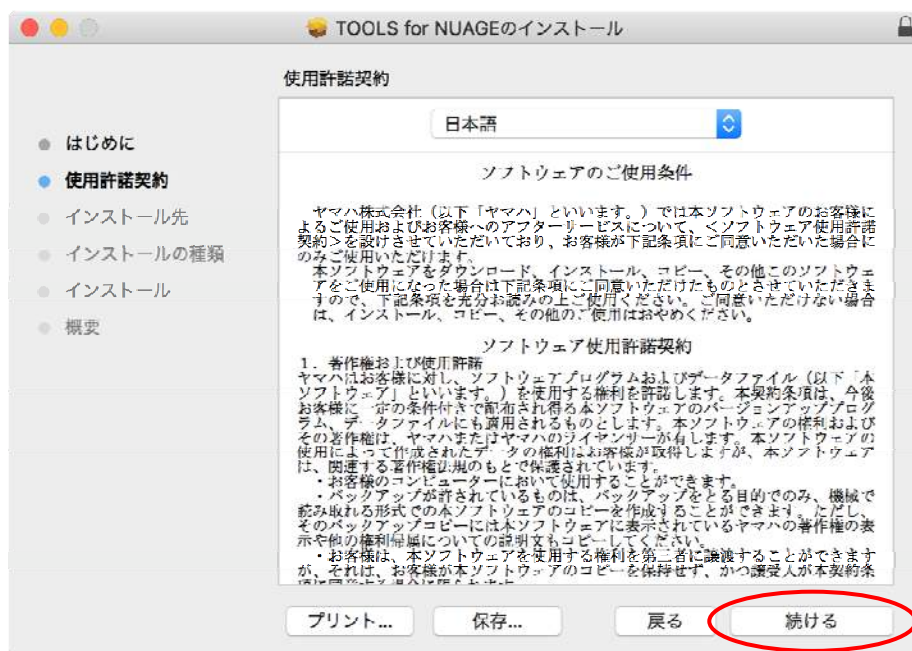 TOOLS for NUAGEのインストール
使用許諾契約
はじめに
使用許諾契約
インストール先
インストールの種類
インストール
概要
日本語
ソフトウェアのご使用条件
ヤマハ株式会社(以下「ヤマハ」といいます。)では本ソフトウェアのお客様に
よるご使用およびお客様へのアフターサービスについて、<ソフトウェア使用許諾
契約>を設けさせていただいており、お客様が下記条項にご同意いただいた場合に
のみご使用いただけます。
本ソフトウェアをダウンロード、インストール、コピー、その他このソフトウェ
アをご使用になった場合は下記条項にご同意いただけたものとさせていただきま
すので、下記条項を充分お読みの上ご使用ください。ご同意いただけない場合
は、インストール、コピー、その他のご使用はおやめください。
ソフトウェア使用許諾契約
1. 著作権および使用許諾
ヤマハはお客様に対し、ソフトウェアプログラムおよびデータファイル(以下「本
ソフトウェア」といいます。)を使用する権利を許諾します。本契約条項は、今後
お客様に一定の条件付きで配布され得る本ソフトウェアのバージョンアッププログ
ラム、データファイルにも適用されるものとします。本ソフトウェアの権利および
その著作権は、ヤマハまたはヤマハのライセンサーが有します。本ソフトウェアの
使用によって作成されたデータの権利はお客様が取得しますが、本ソフトウェア
は、関連する著作権法規のもとで保護されています。
・お客様のコンピューターにおいて使用することができます。
・バックアップが許されているものは、バックアップをとる目的でのみ、機械で
読み取れる形式での本ソフトウェアのコピーを作成することができます。ただし、
そのバックアップコピーには本ソフトウェアに表示されているヤマハの著作権の表
示や他の権利帰属についての説明文もコピーしてください。
・お客様は、本ソフトウェアを使用する権利を第三者に譲渡することができます
が、それは、お客様が本ソフトウェアのコピーを保持せず、かつ譲受人が本契約条
プリント...
保存...
戻る
続ける